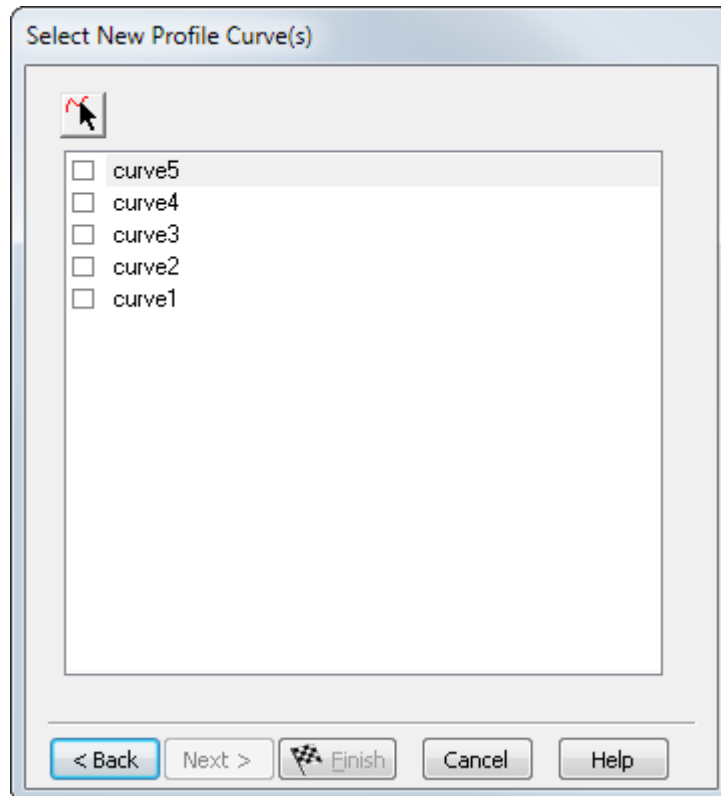 Select New Profile Curve(s)
curve5
curve4
curve3
curve2
curve1
< Back Next > Finish Cancel Help